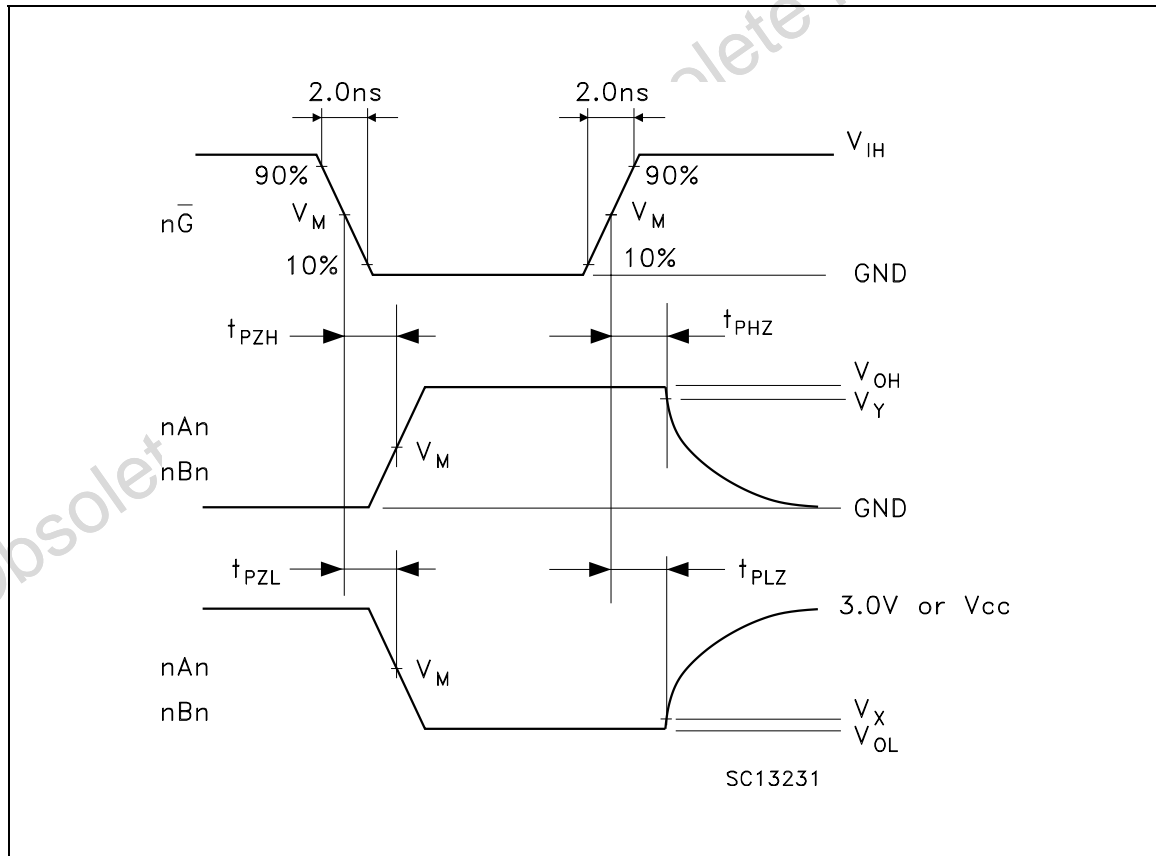 obsolete
2.0ns 2.0ns
V_IH
90% 90%
nG̅ V_M V_M
10% 10% GND
t_PZH t_PHZ
V_OH
V_Y
nAn
V_M
nBn
GND
t_PZL t_PLZ
3.0V or Vcc
nAn V_M
nBn
V_X
V_OL
SC13231